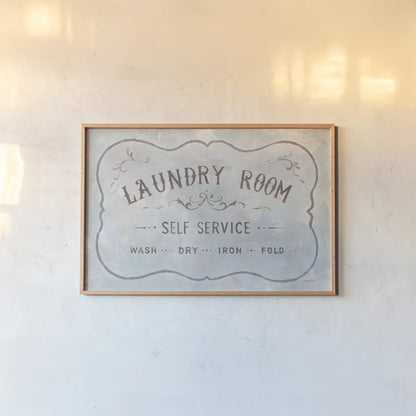 LAUNDRY ROOM
SELF SERVICE
WASH ··· DRY ··· IRON ··· FOLD